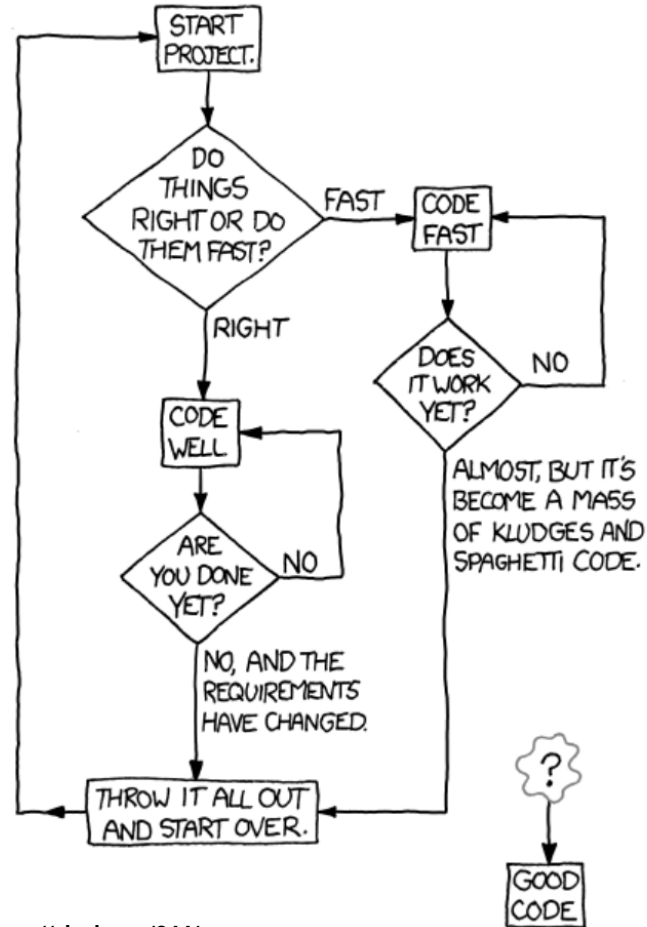 START
PROJECT.
DO
THINGS
RIGHT OR DO
THEM FAST?
FAST
CODE
FAST
RIGHT
DOES
IT WORK
YET?
NO
CODE
WELL
ALMOST, BUT IT'S
BECOME A MASS
OF KLUDGES AND
SPAGHETTI CODE.
ARE
YOU DONE
YET?
NO
NO, AND THE
REQUIREMENTS
HAVE CHANGED.
THROW IT ALL OUT
AND START OVER.
?
GOOD
CODE